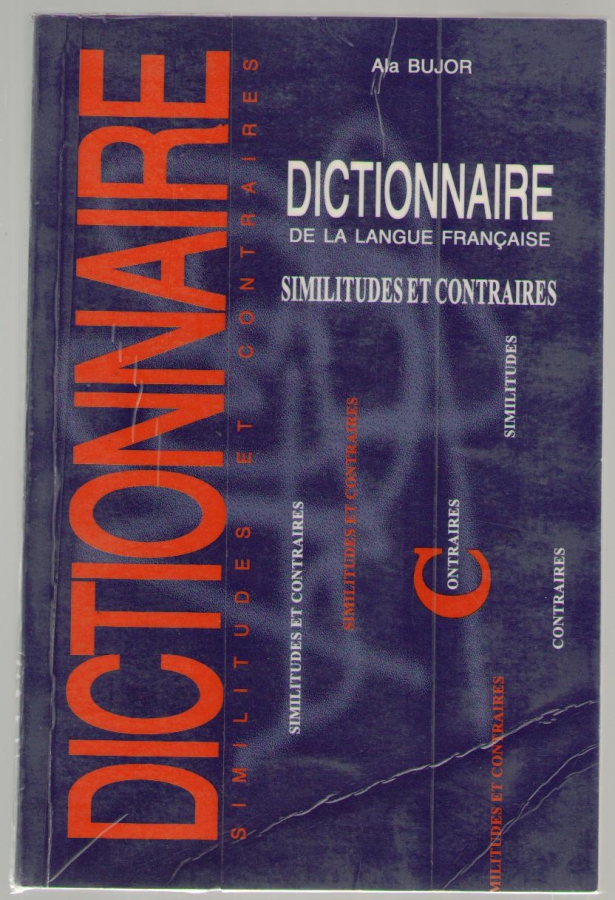 Ala BUJOR
DICTIONNAIRE
DE LA LANGUE FRANÇAISE
SIMILITUDES ET CONTRAIRES
DICTIONNAIRE
SIMILITUDES ET CONTRAIRES
SIMILITUDES
SIMILITUDES ET CONTRAIRES
SIMILITUDES ET CONTRAIRES
CONTRAIRES
CONTRAIRES
MILITUDES ET CONTRAIRES